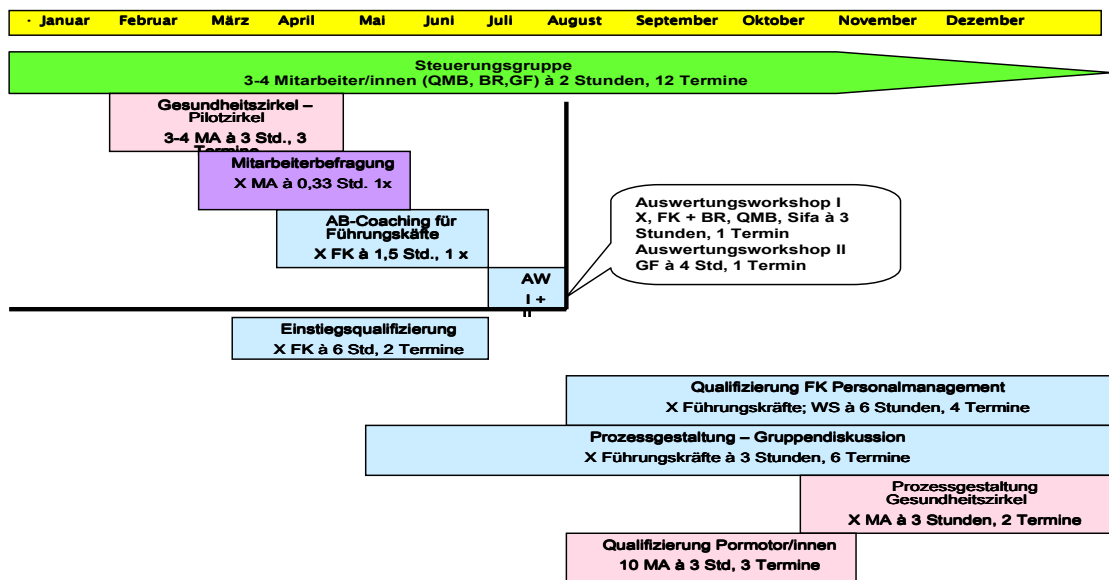 · Januar Februar März April Mai Juni Juli August September Oktober November Dezember
Steuerungsgruppe
3-4 Mitarbeiter/innen (QMB, BR,GF) à 2 Stunden, 12 Termine
Gesundheitszirkel –
Pilotzirkel
3-4 MA à 3 Std., 3
Termine
Mitarbeiterbefragung
X MA à 0,33 Std. 1x
AB-Coaching für
Führungskäfte
X FK à 1,5 Std., 1 x
Auswertungsworkshop I
X, FK + BR, QMB, Sifa à 3
Stunden, 1 Termin
Auswertungsworkshop II
GF à 4 Std, 1 Termin
AW
I +
II
Einstiegsqualifizierung
X FK à 6 Std, 2 Termine
Qualifizierung FK Personalmanagement
X Führungskräfte; WS à 6 Stunden, 4 Termine
Prozessgestaltung – Gruppendiskussion
X Führungskräfte à 3 Stunden, 6 Termine
Prozessgestaltung
Gesundheitszirkel
X MA à 3 Stunden, 2 Termine
Qualifizierung Pormotor/innen
10 MA à 3 Std, 3 Termine